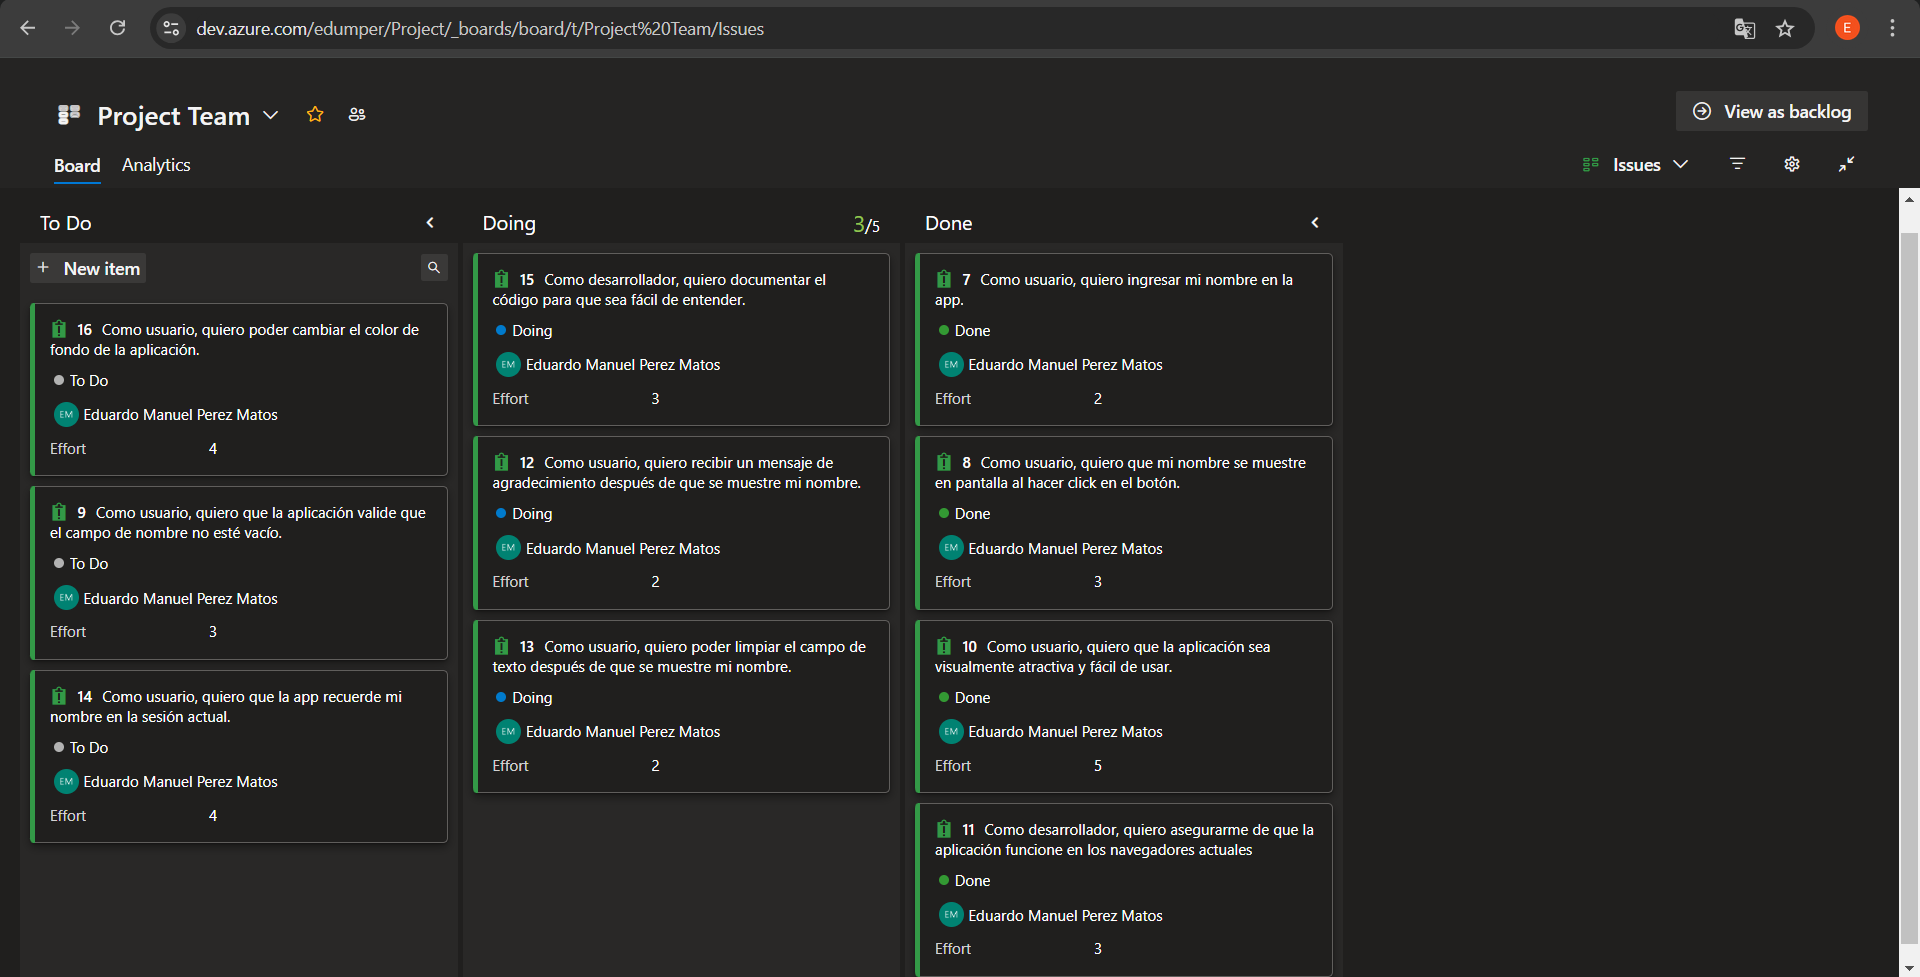 dev.azure.com/edumper/Project/_boards/board/t/Project%20Team/Issues
E
Project Team
View as backlog
Board
Analytics
Issues
To Do
New item
16 Como usuario, quiero poder cambiar el color de
fondo de la aplicación.
To Do
EM Eduardo Manuel Perez Matos
Effort 4
9 Como usuario, quiero que la aplicación valide que
el campo de nombre no esté vacío.
To Do
EM Eduardo Manuel Perez Matos
Effort 3
14 Como usuario, quiero que la app recuerde mi
nombre en la sesión actual.
To Do
EM Eduardo Manuel Perez Matos
Effort 4
Doing 3/5
15 Como desarrollador, quiero documentar el
código para que sea fácil de entender.
Doing
EM Eduardo Manuel Perez Matos
Effort 3
12 Como usuario, quiero recibir un mensaje de
agradecimiento después de que se muestre mi nombre.
Doing
EM Eduardo Manuel Perez Matos
Effort 2
13 Como usuario, quiero poder limpiar el campo de
texto después de que se muestre mi nombre.
Doing
EM Eduardo Manuel Perez Matos
Effort 2
Done
7 Como usuario, quiero ingresar mi nombre en la
app.
Done
EM Eduardo Manuel Perez Matos
Effort 2
8 Como usuario, quiero que mi nombre se muestre
en pantalla al hacer click en el botón.
Done
EM Eduardo Manuel Perez Matos
Effort 3
10 Como usuario, quiero que la aplicación sea
visualmente atractiva y fácil de usar.
Done
EM Eduardo Manuel Perez Matos
Effort 5
11 Como desarrollador, quiero asegurarme de que la
aplicación funcione en los navegadores actuales
Done
EM Eduardo Manuel Perez Matos
Effort 3